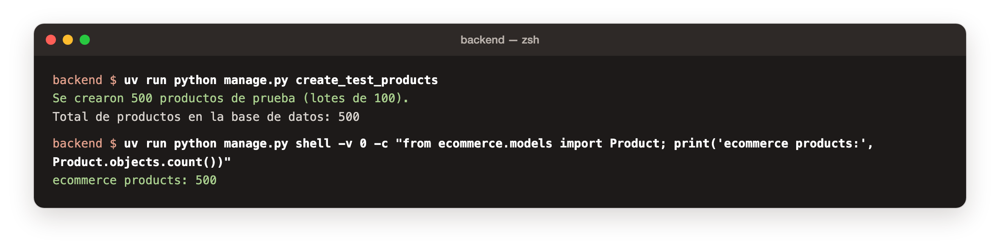 backend — zsh
backend $ uv run python manage.py create_test_products
Se crearon 500 productos de prueba (lotes de 100).
Total de productos en la base de datos: 500
backend $ uv run python manage.py shell -v 0 -c "from ecommerce.models import Product; print('ecommerce products:',
Product.objects.count())"
ecommerce products: 500